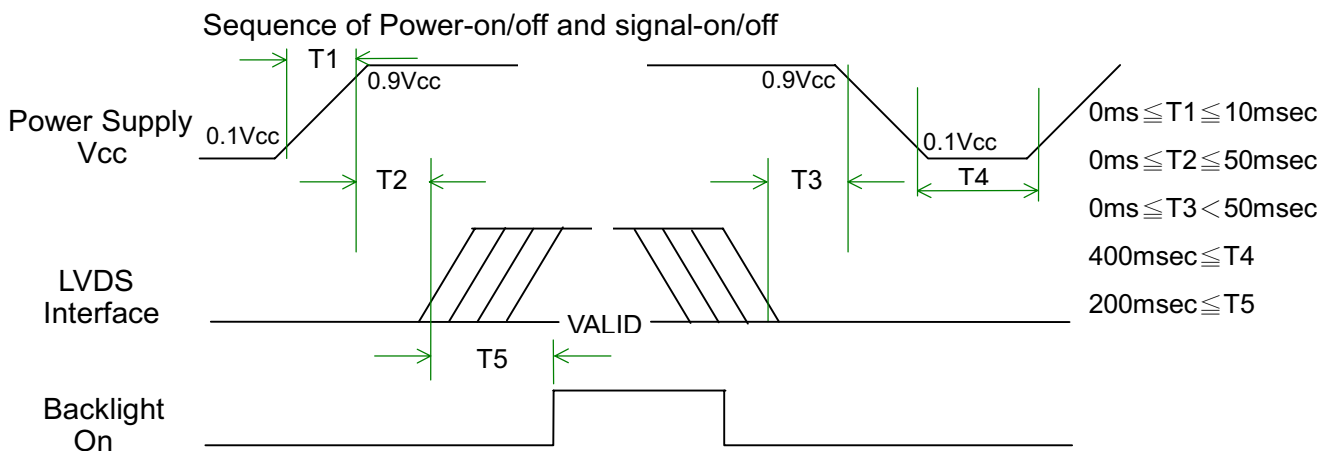 Sequence of Power-on/off and signal-on/off
T1
0.9Vcc
0.9Vcc
Power Supply
Vcc
0.1Vcc
0.1Vcc
0ms≦T1≦10msec
T2
T3
T4
0ms≦T2≦50msec
0ms≦T3<50msec
400msec≦T4
200msec≦T5
LVDS
Interface
VALID
T5
Backlight
On